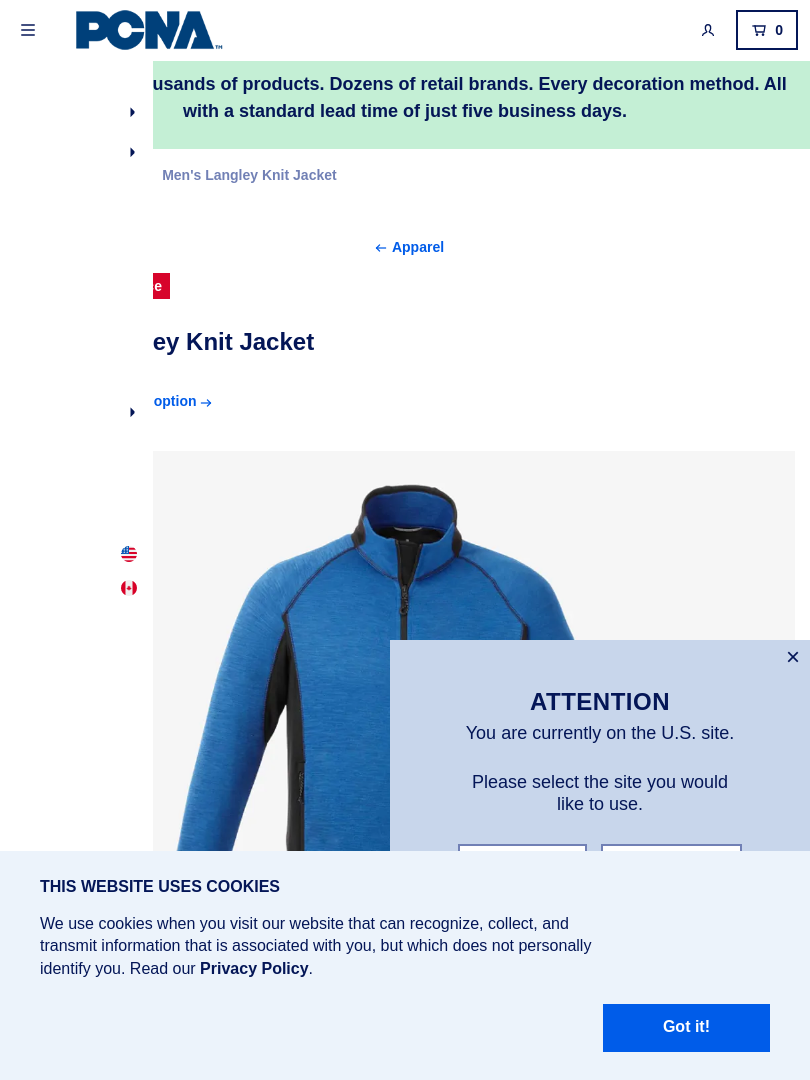 PCNA™
0
usands of products. Dozens of retail brands. Every decoration method. All
with a standard lead time of just five business days.
Men's Langley Knit Jacket
← Apparel
ey Knit Jacket
option →
ATTENTION
You are currently on the U.S. site.
Please select the site you would
like to use.
THIS WEBSITE USES COOKIES
We use cookies when you visit our website that can recognize, collect, and
transmit information that is associated with you, but which does not personally
identify you. Read our Privacy Policy.
Got it!